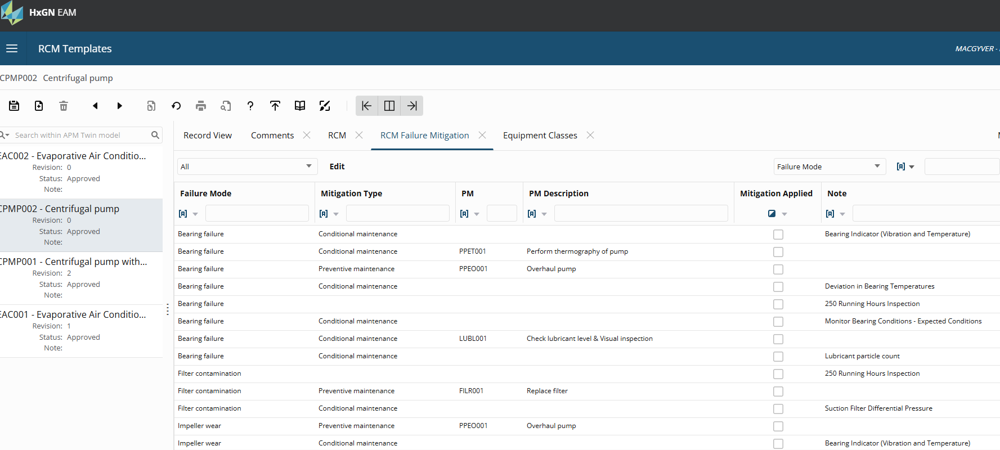 HxGN EAM
RCM Templates
MACGYVER -
CPMP002 Centrifugal pump
Search within APM Twin model
Record View Comments RCM RCM Failure Mitigation Equipment Classes
EAC002 - Evaporative Air Conditio...
Revision: 0
Status: Approved
Note:
CPMP002 - Centrifugal pump
Revision: 0
Status: Approved
Note:
CPMP001 - Centrifugal pump with...
Revision: 2
Status: Approved
Note:
EAC001 - Evaporative Air Conditio...
Revision: 1
Status: Approved
Note:
All Edit Failure Mode
Failure Mode Mitigation Type PM PM Description Mitigation Applied Note
Bearing failure Conditional maintenance Bearing Indicator (Vibration and Temperature)
Bearing failure Conditional maintenance PPET001 Perform thermography of pump
Bearing failure Preventive maintenance PPEO001 Overhaul pump
Bearing failure Conditional maintenance Deviation in Bearing Temperatures
Bearing failure 250 Running Hours Inspection
Bearing failure Conditional maintenance Monitor Bearing Conditions - Expected Conditions
Bearing failure Conditional maintenance LUBL001 Check lubricant level & Visual inspection
Bearing failure Conditional maintenance Lubricant particle count
Filter contamination 250 Running Hours Inspection
Filter contamination Preventive maintenance FILR001 Replace filter
Filter contamination Conditional maintenance Suction Filter Differential Pressure
Impeller wear Preventive maintenance PPEO001 Overhaul pump
Impeller wear Conditional maintenance Bearing Indicator (Vibration and Temperature)